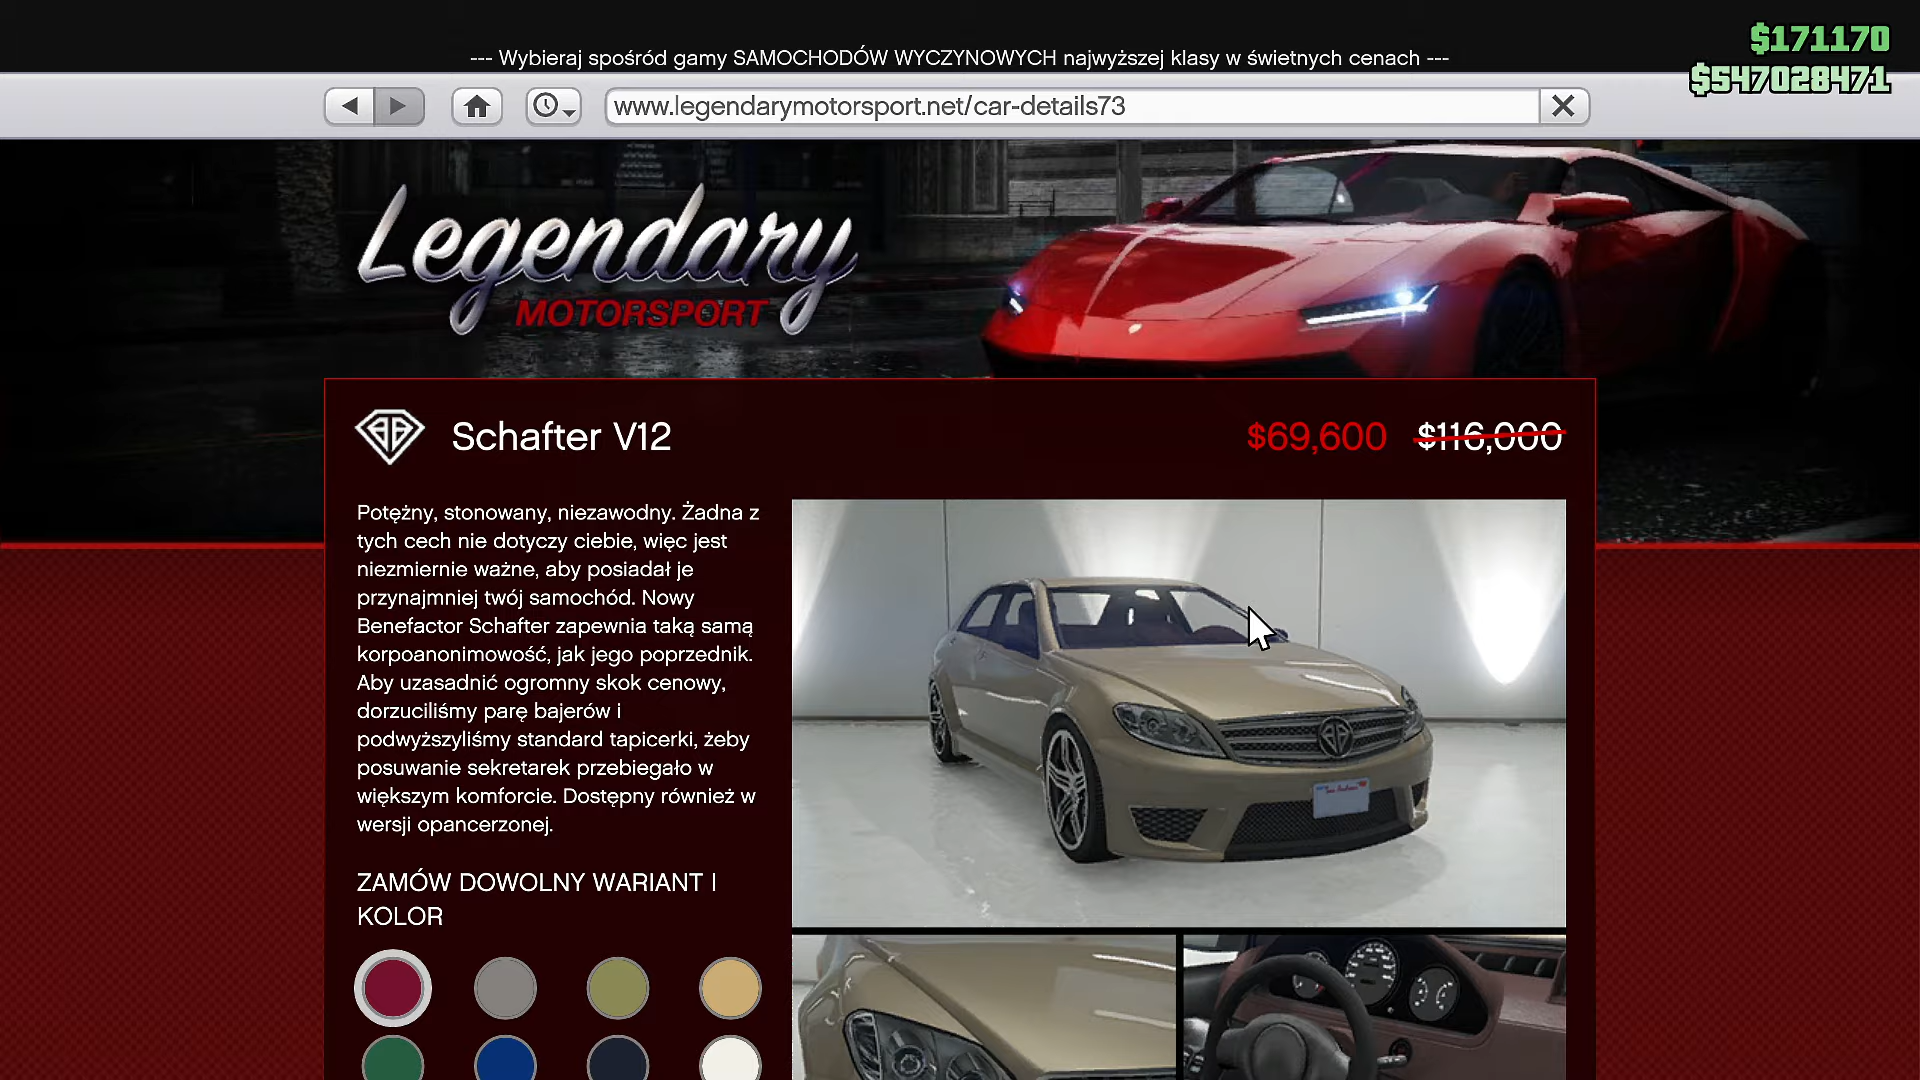 $171170
--- Wybieraj spośród gamy SAMOCHODÓW WYCZYNOWYCH najwyższej klasy w świetnych cenach ---
$547028471
www.legendarymotorsport.net/car-details73
Legendary
MOTORSPORT
Schafter V12
$69,600 $116,000
Potężny, stonowany, niezawodny. Żadna z
tych cech nie dotyczy ciebie, więc jest
niezmiernie ważne, aby posiadał je
przynajmniej twój samochód. Nowy
Benefactor Schafter zapewnia taką samą
korpoanonimowość, jak jego poprzednik.
Aby uzasadnić ogromny skok cenowy,
dorzuciliśmy parę bajerów i
podwyższyliśmy standard tapicerki, żeby
posuwanie sekretarek przebiegało w
większym komforcie. Dostępny również w
wersji opancerzonej.
ZAMÓW DOWOLNY WARIANT I
KOLOR